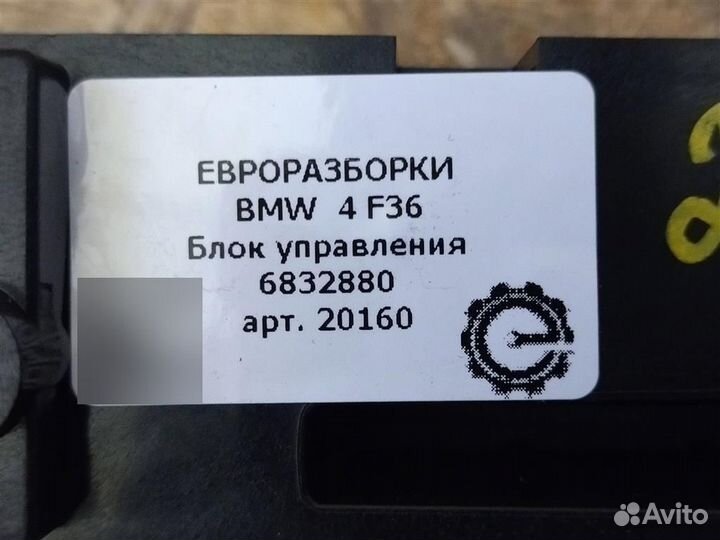 ЕВРОРАЗБОРКИ
BMW 4 F36
Блок управления
6832880
арт. 20160
Avito